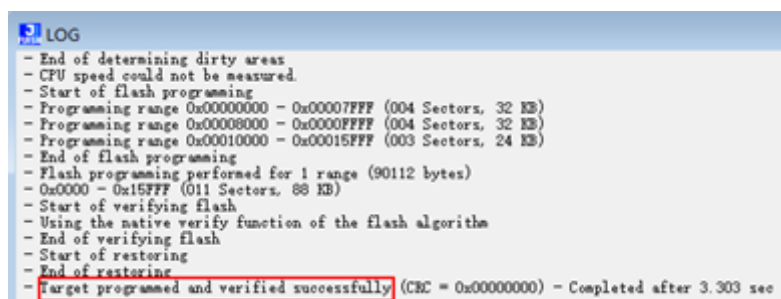 LOG
- End of determining dirty areas
- CPU speed could not be measured.
- Start of flash programming
- Programming range 0x00000000 - 0x00007FFF (004 Sectors, 32 KB)
- Programming range 0x00008000 - 0x0000FFFF (004 Sectors, 32 KB)
- Programming range 0x00010000 - 0x00015FFF (003 Sectors, 24 KB)
- End of flash programming
- Flash programming performed for 1 range (90112 bytes)
- 0x0000 - 0x15FFF (011 Sectors, 88 KB)
- Start of verifying flash
- Using the native verify function of the flash algorithm
- End of verifying flash
- Start of restoring
- End of restoring
- Target programmed and verified successfully (CRC = 0x00000000) - Completed after 3.303 sec